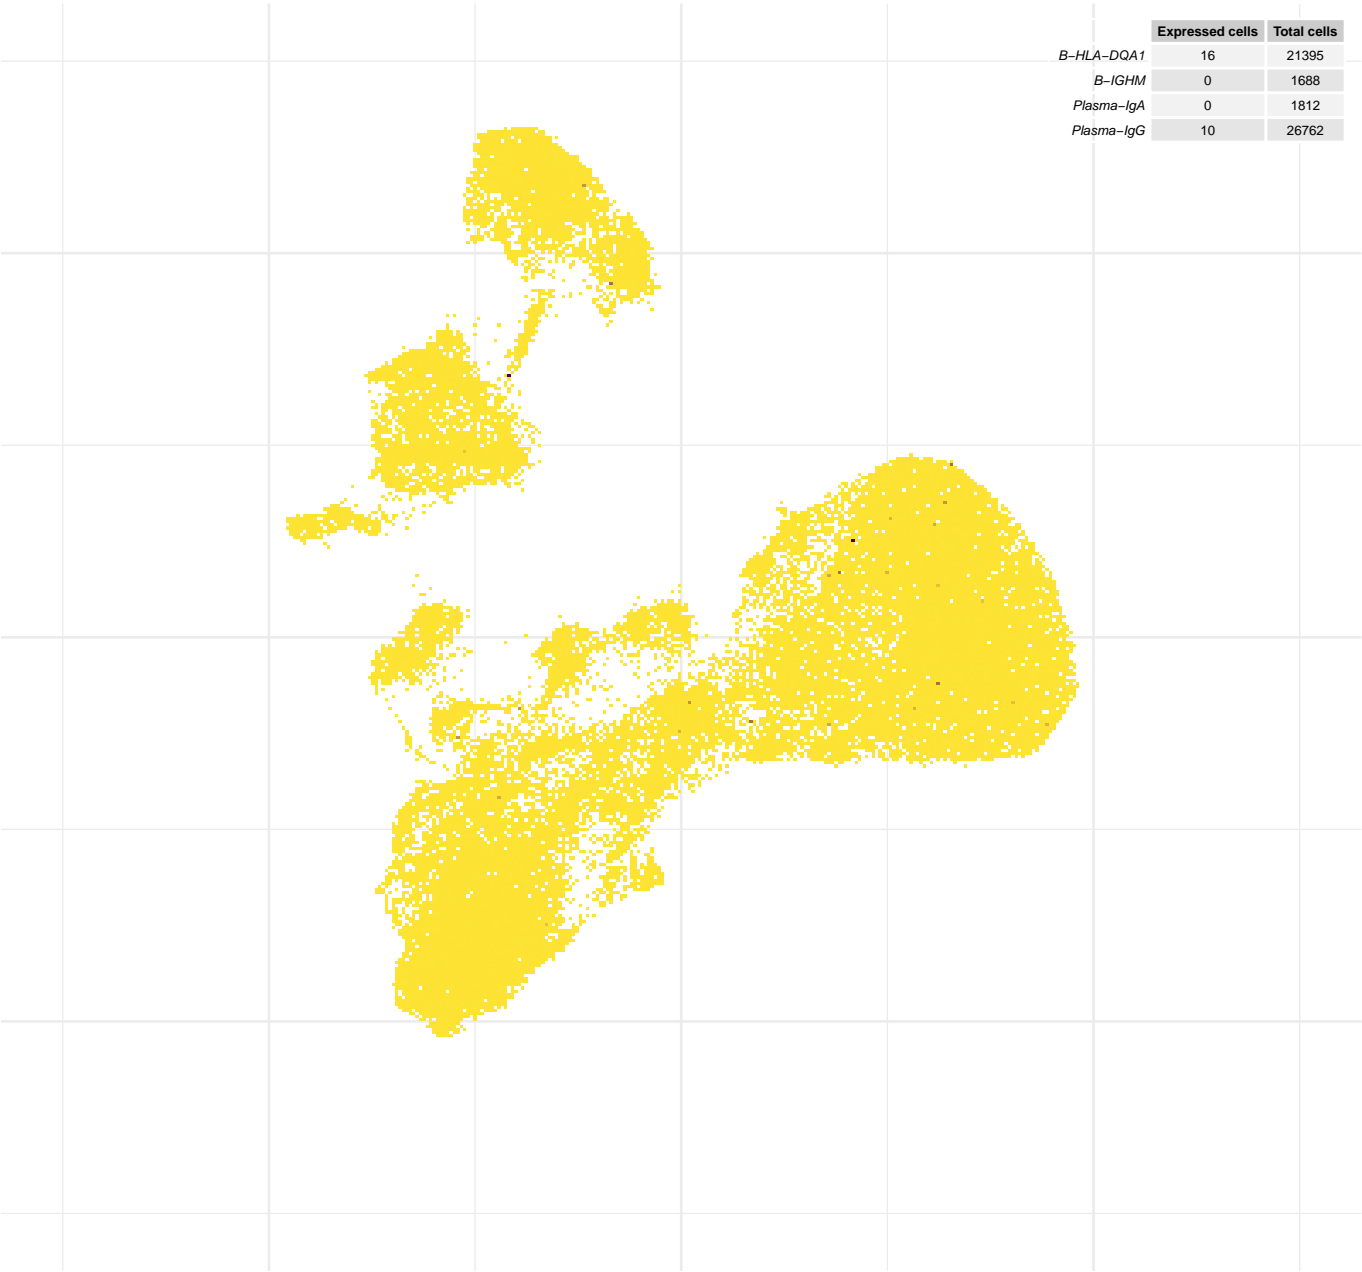 Expressed cells Total cells
B−HLA−DQA1 16 21395
B−IGHM 0 1688
Plasma−IgA 0 1812
Plasma−IgG 10 26762